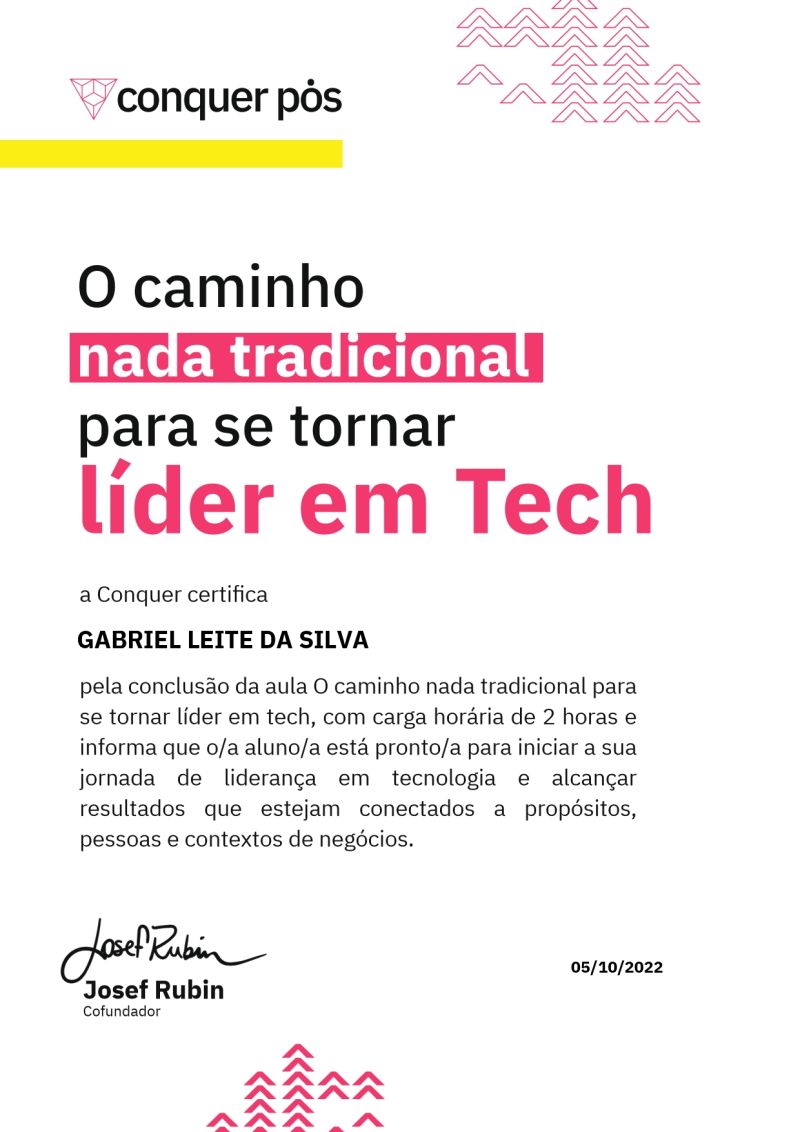 conquer pós
O caminho
nada tradicional
para se tornar
líder em Tech
a Conquer certifica
GABRIEL LEITE DA SILVA
pela conclusão da aula O caminho nada tradicional para
se tornar líder em tech, com carga horária de 2 horas e
informa que o/a aluno/a está pronto/a para iniciar a sua
jornada de liderança em tecnologia e alcançar
resultados que estejam conectados a propósitos,
pessoas e contextos de negócios.
Josef Rubin
05/10/2022
Josef Rubin
Cofundador